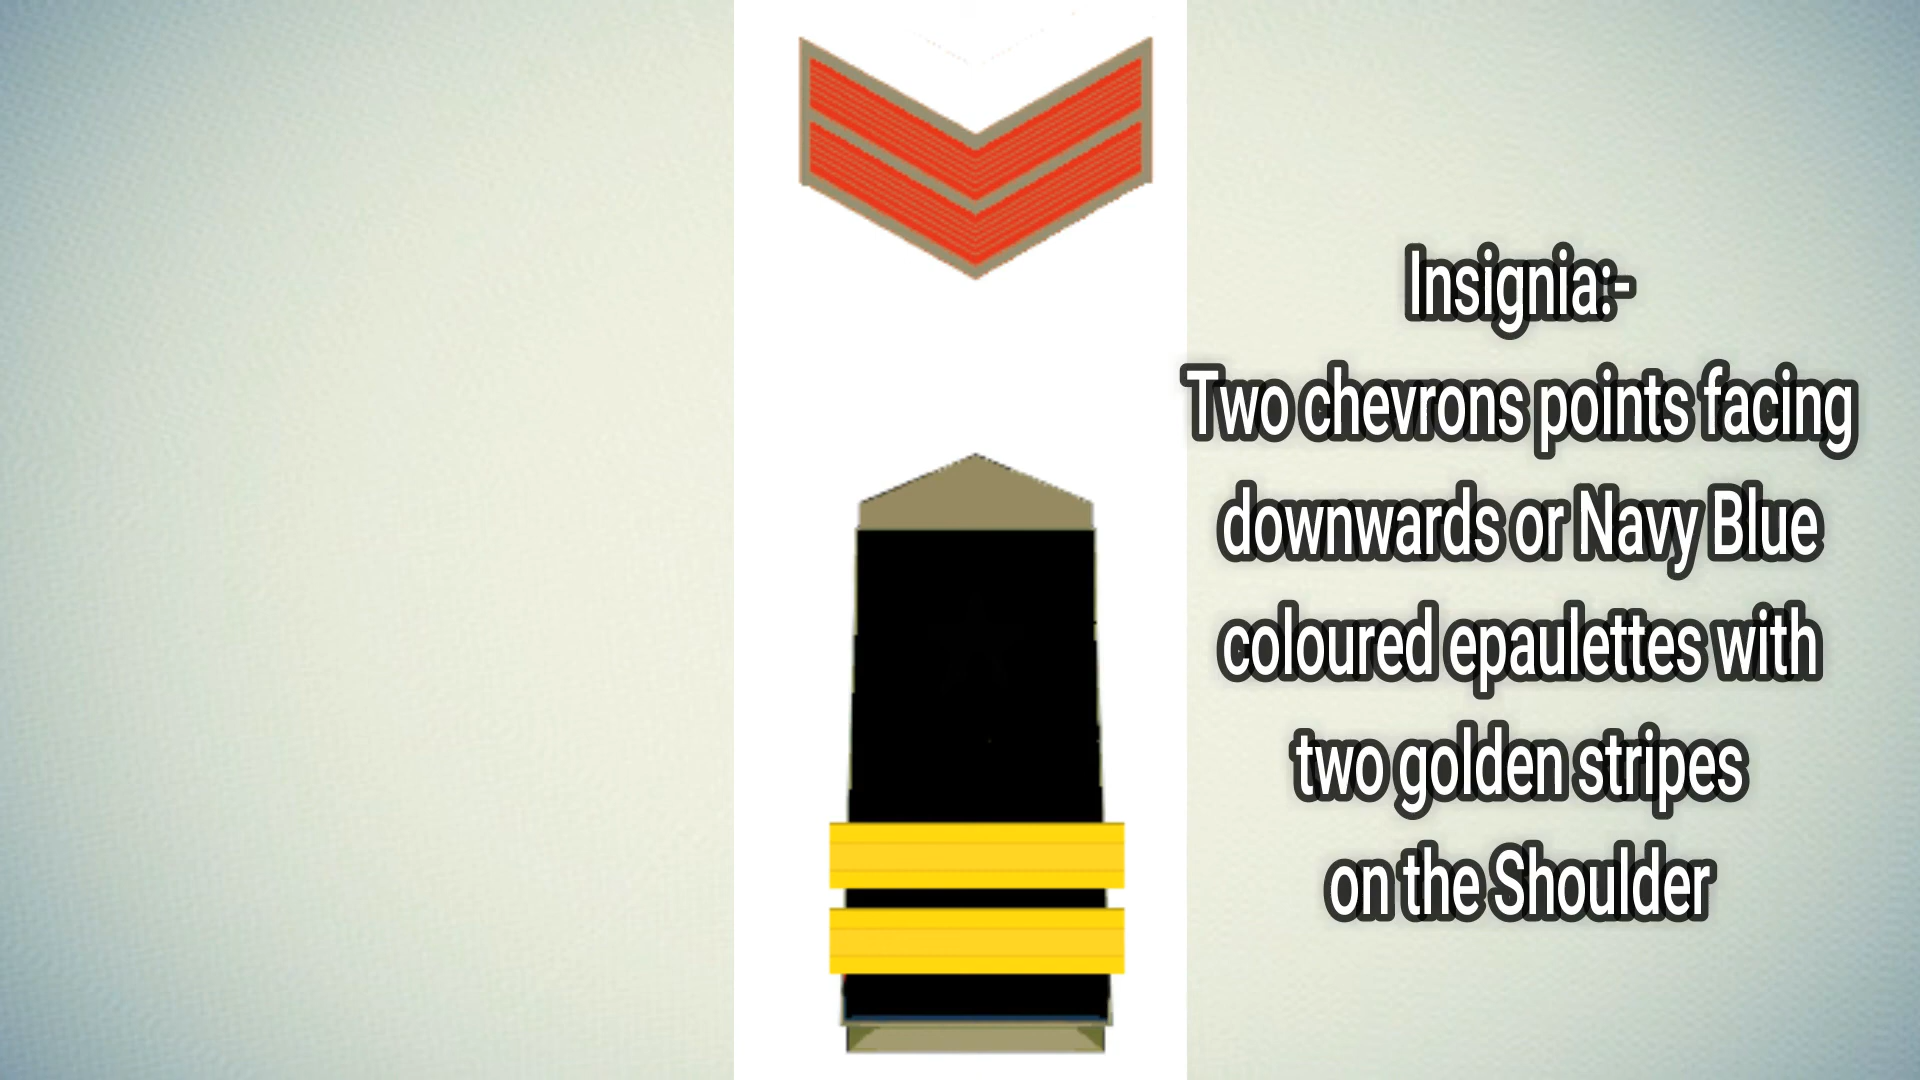 Insignia:-
Two chevrons points facing
downwards or Navy Blue
coloured epaulettes with
two golden stripes
on the Shoulder